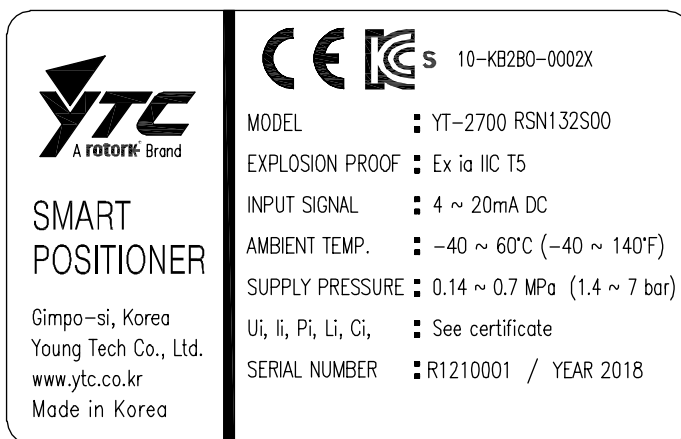 YTC
A rotork Brand
SMART
POSITIONER
Gimpo-si, Korea
Young Tech Co., Ltd.
www.ytc.co.kr
Made in Korea
CE KC s 10-KB2BO-0002X
MODEL : YT-2700 RSN132S00
EXPLOSION PROOF : Ex ia IIC T5
INPUT SIGNAL : 4 ~ 20mA DC
AMBIENT TEMP. : -40 ~ 60°C (-40 ~ 140°F)
SUPPLY PRESSURE : 0.14 ~ 0.7 MPa (1.4 ~ 7 bar)
Ui, Ii, Pi, Li, Ci, : See certificate
SERIAL NUMBER : R1210001 / YEAR 2018